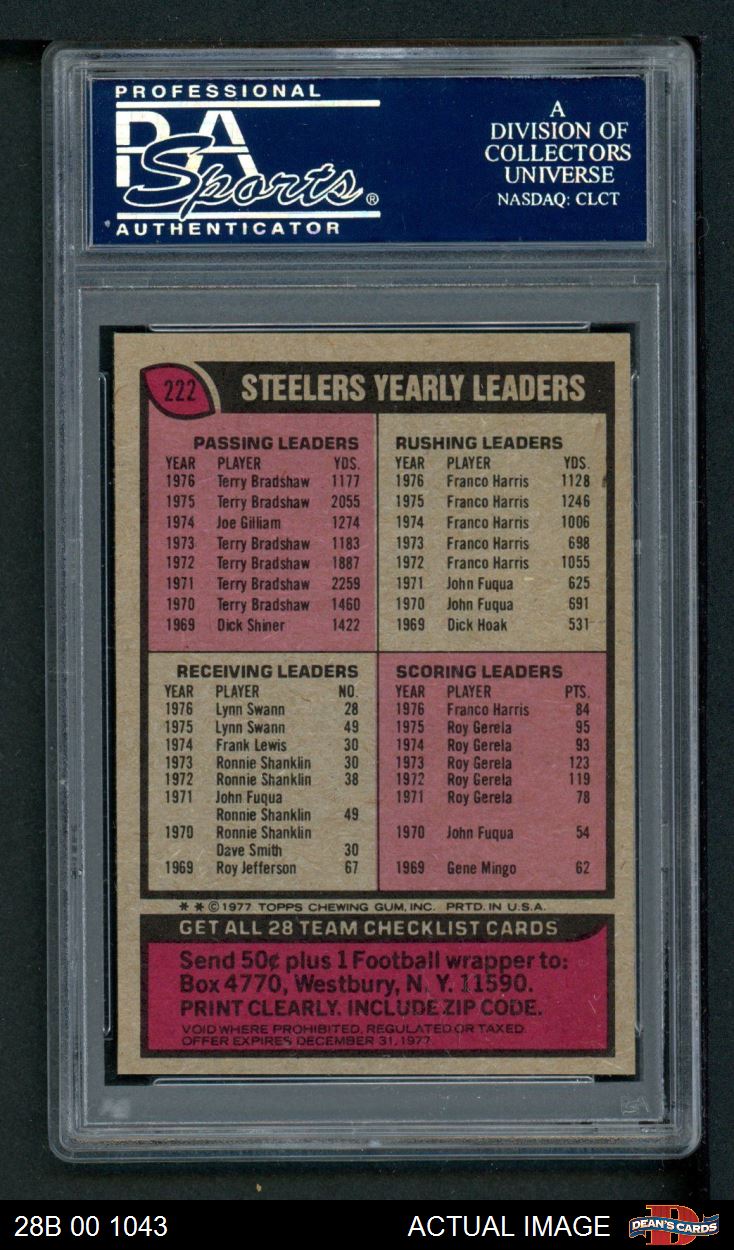 PROFESSIONAL
PSA
Sports®
AUTHENTICATOR
A
DIVISION OF
COLLECTORS
UNIVERSE
NASDAQ: CLCT
222 STEELERS YEARLY LEADERS
PASSING LEADERS
YEAR PLAYER YDS.
1976 Terry Bradshaw 1177
1975 Terry Bradshaw 2055
1974 Joe Gilliam 1274
1973 Terry Bradshaw 1183
1972 Terry Bradshaw 1887
1971 Terry Bradshaw 2259
1970 Terry Bradshaw 1460
1969 Dick Shiner 1422
RUSHING LEADERS
YEAR PLAYER YDS.
1976 Franco Harris 1128
1975 Franco Harris 1246
1974 Franco Harris 1006
1973 Franco Harris 698
1972 Franco Harris 1055
1971 John Fuqua 625
1970 John Fuqua 691
1969 Dick Hoak 531
RECEIVING LEADERS
YEAR PLAYER NO.
1976 Lynn Swann 28
1975 Lynn Swann 49
1974 Frank Lewis 30
1973 Ronnie Shanklin 30
1972 Ronnie Shanklin 38
1971 John Fuqua
Ronnie Shanklin 49
1970 Ronnie Shanklin
Dave Smith 30
1969 Roy Jefferson 67
SCORING LEADERS
YEAR PLAYER PTS.
1976 Franco Harris 84
1975 Roy Gerela 95
1974 Roy Gerela 93
1973 Roy Gerela 123
1972 Roy Gerela 119
1971 Roy Gerela 78
1970 John Fuqua 54
1969 Gene Mingo 62
* * © 1977 TOPPS CHEWING GUM, INC. PRTD. IN U.S.A.
GET ALL 28 TEAM CHECKLIST CARDS
Send 50¢ plus 1 Football wrapper to:
Box 4770, Westbury, N. Y. 11590.
PRINT CLEARLY. INCLUDE ZIP CODE.
VOID WHERE PROHIBITED, REGULATED OR TAXED.
OFFER EXPIRES DECEMBER 31, 1977
28B 00 1043
ACTUAL IMAGE
DEAN'S CARDS